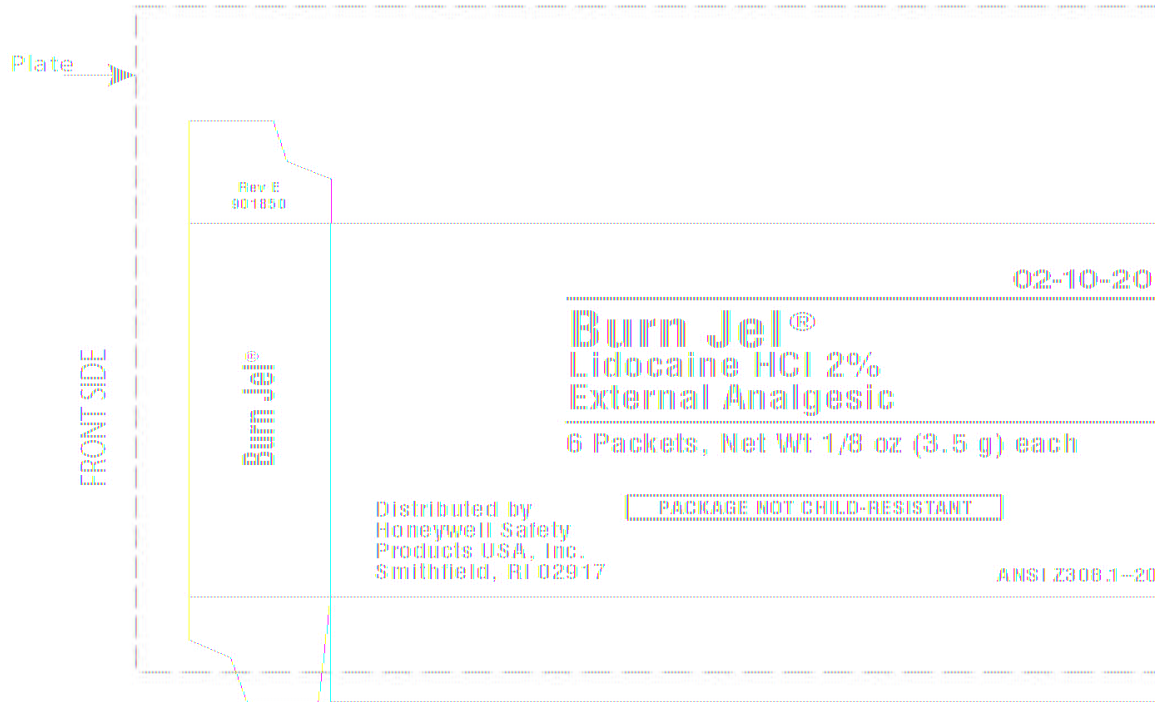 Plate
Rev B
901850
FRONT SIDE
Burn Jel®
02-10-20
Burn Jel®
Lidocaine HCl 2%
External Analgesic
6 Packets, Net Wt 1/8 oz (3.5 g) each
PACKAGE NOT CHILD-RESISTANT
Distributed by
Honeywell Safety
Products USA, Inc.
Smithfield, RI 02917
ANSI Z308.1-20